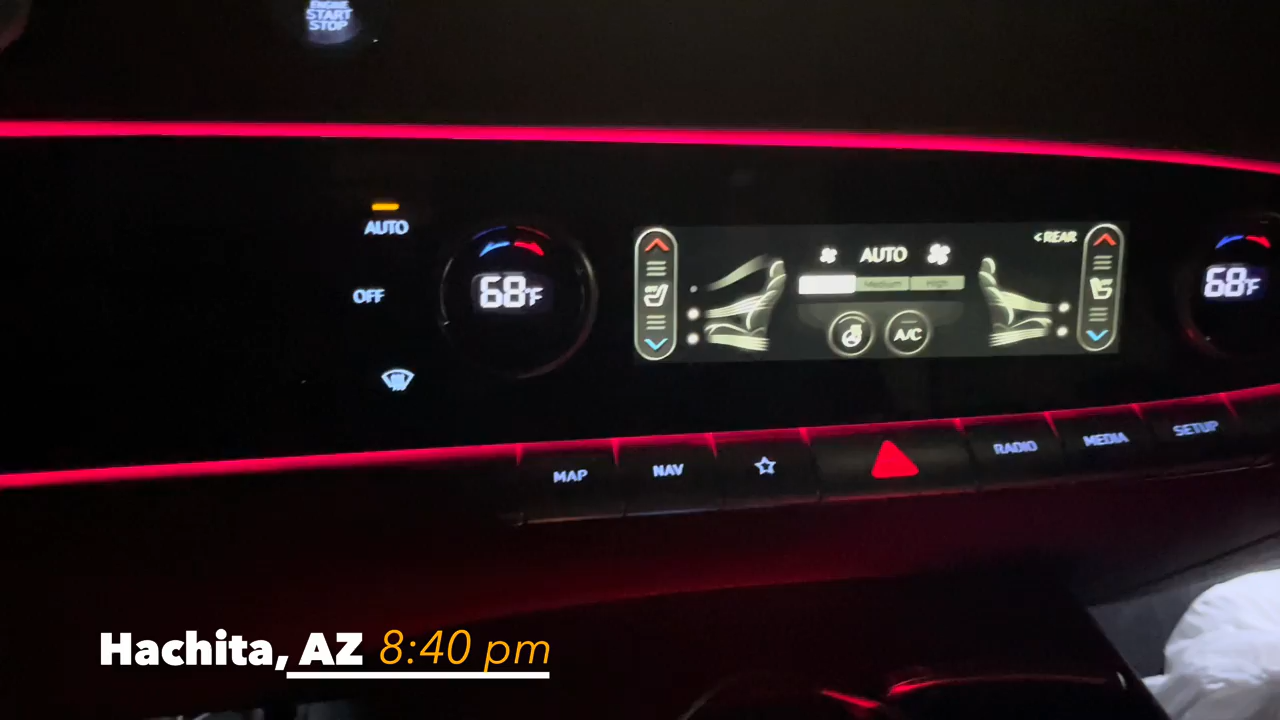 ENGINE
START
STOP
AUTO
OFF
68°F
< REAR
AUTO
Medium
High
A/C
68°F
MAP
NAV
RADIO
MEDIA
SETUP
Hachita, AZ 8:40 pm